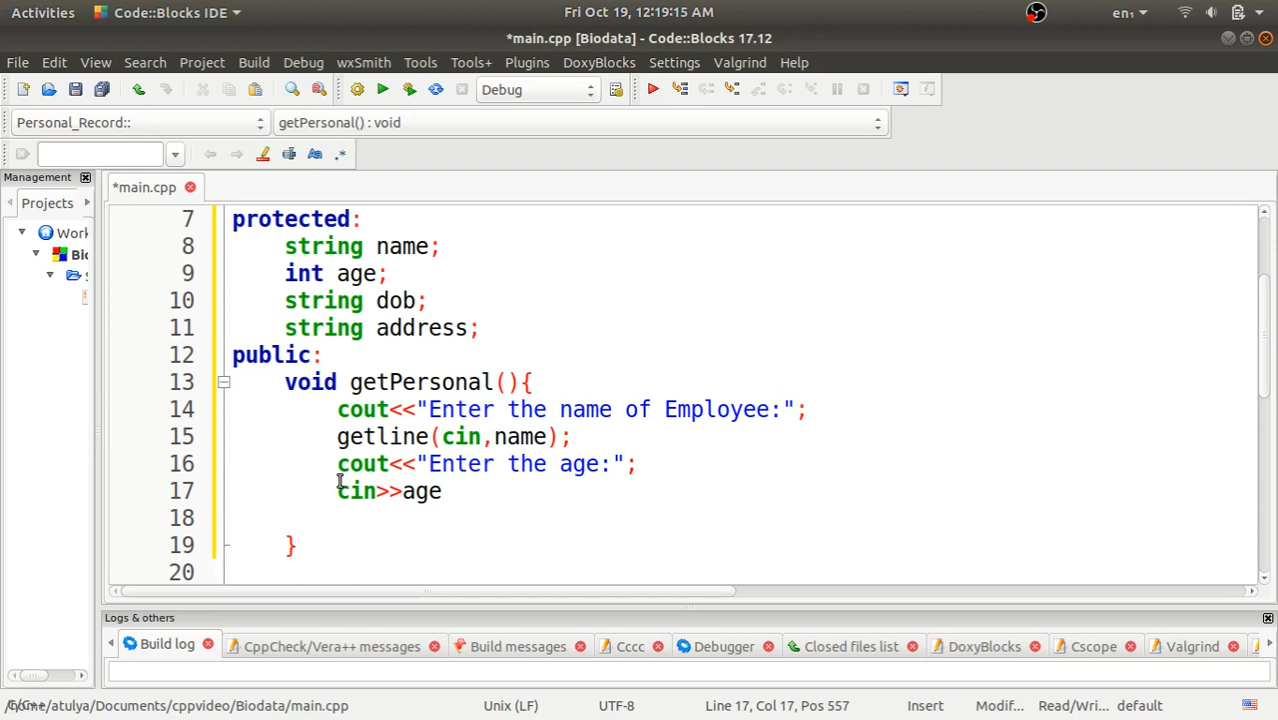 Activities Code::Blocks IDE Fri Oct 19, 12:19:15 AM en₁
*main.cpp [Biodata] - Code::Blocks 17.12
File Edit View Search Project Build Debug wxSmith Tools Tools+ Plugins DoxyBlocks Settings Valgrind Help
Debug
Personal_Record:: getPersonal() : void
Management *main.cpp
Projects
Work
Bio
7 protected:
8 string name;
9 int age;
10 string dob;
11 string address;
12 public:
13 void getPersonal(){
14 cout<<"Enter the name of Employee:";
15 getline(cin,name);
16 cout<<"Enter the age:";
17 cin>>age
18
19 }
20
Logs & others
Build log CppCheck/Vera++ messages Build messages Cccc Debugger Closed files list DoxyBlocks Cscope Valgrind
/home/atulya/Documents/cppvideo/Biodata/main.cpp Unix (LF) UTF-8 Line 17, Col 17, Pos 557 Insert Modif... Read/Wri... default